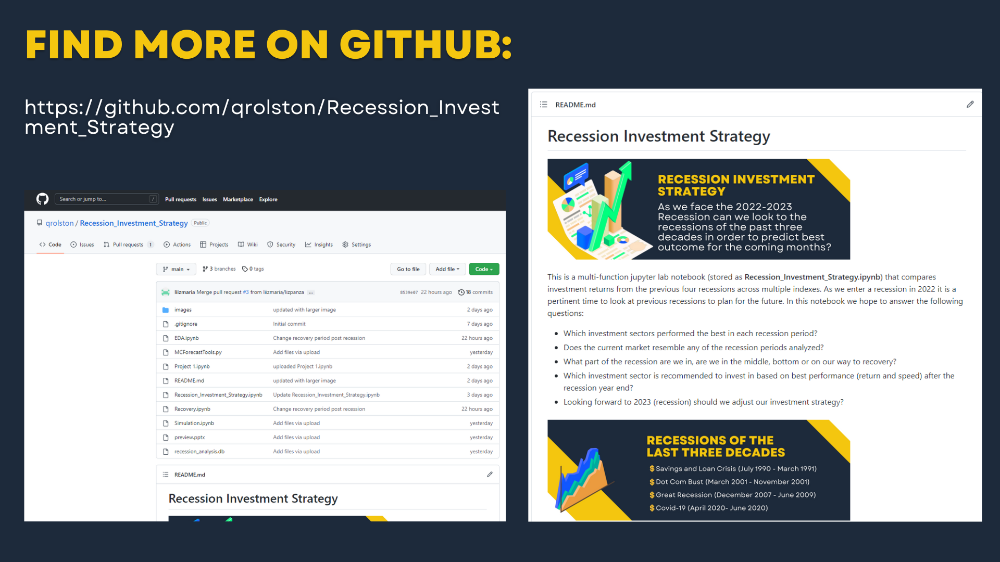 FIND MORE ON GITHUB:
https://github.com/qrolston/Recession_Invest
ment_Strategy
Search or jump to... /
Pull requests Issues Marketplace Explore
qrolston / Recession_Investment_Strategy Public
Code Issues Pull requests 1 Actions Projects Wiki Security Insights Settings
main 3 branches 0 tags Go to file Add file Code
liizmaria Merge pull request #3 from liizmaria/lizpanza ... 8539e07 22 hours ago 18 commits
images updated with larger image 2 days ago
.gitignore Initial commit 7 days ago
EDA.ipynb Change recovery period post recession 22 hours ago
MCForecastTools.py Add files via upload yesterday
Project 1.ipynb uploaded Project 1.ipynb 2 days ago
README.md updated with larger image 2 days ago
Recession_Investment_Strategy.ipynb Update Recession_Investment_Strategy.ipynb 3 days ago
Recovery.ipynb Change recovery period post recession 22 hours ago
Simulation.ipynb Add files via upload yesterday
preview.pptx Add files via upload yesterday
recession_analysis.db Add files via upload yesterday
README.md
Recession Investment Strategy
README.md
Recession Investment Strategy
RECESSION INVESTMENT
STRATEGY
As we face the 2022-2023
Recession can we look to the
recessions of the past three
decades in order to predict best
outcome for the coming months?
This is a multi-function jupyter lab notebook (stored as Recession_Investment_Strategy.ipynb) that compares
investment returns from the previous four recessions across multiple indexes. As we enter a recession in 2022 it is a
pertinent time to look at previous recessions to plan for the future. In this notebook we hope to answer the following
questions:
• Which investment sectors performed the best in each recession period?
• Does the current market resemble any of the recession periods analyzed?
• What part of the recession are we in, are we in the middle, bottom or on our way to recovery?
• Which investment sector is recommended to invest in based on best performance (return and speed) after the
recession year end?
• Looking forward to 2023 (recession) should we adjust our investment strategy?
RECESSIONS OF THE
LAST THREE DECADES
$ Savings and Loan Crisis (July 1990 - March 1991)
$ Dot Com Bust (March 2001 - November 2001)
$ Great Recession (December 2007 - June 2009)
$ Covid-19 (April 2020- June 2020)